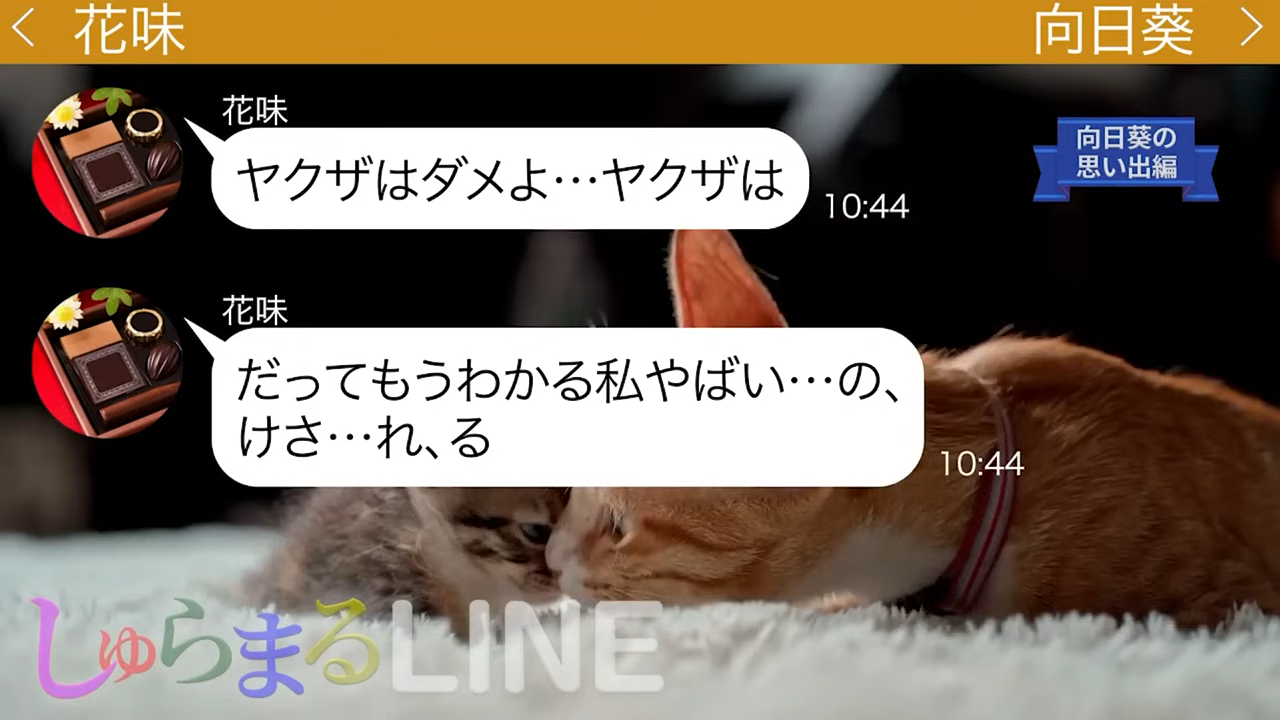 花味
向日葵
花味
ヤクザはダメよ…ヤクザは
10:44
向日葵の
思い出編
花味
だってもうわかる私やばい…の、
けさ…れ、る
10:44
しゅらまるLINE